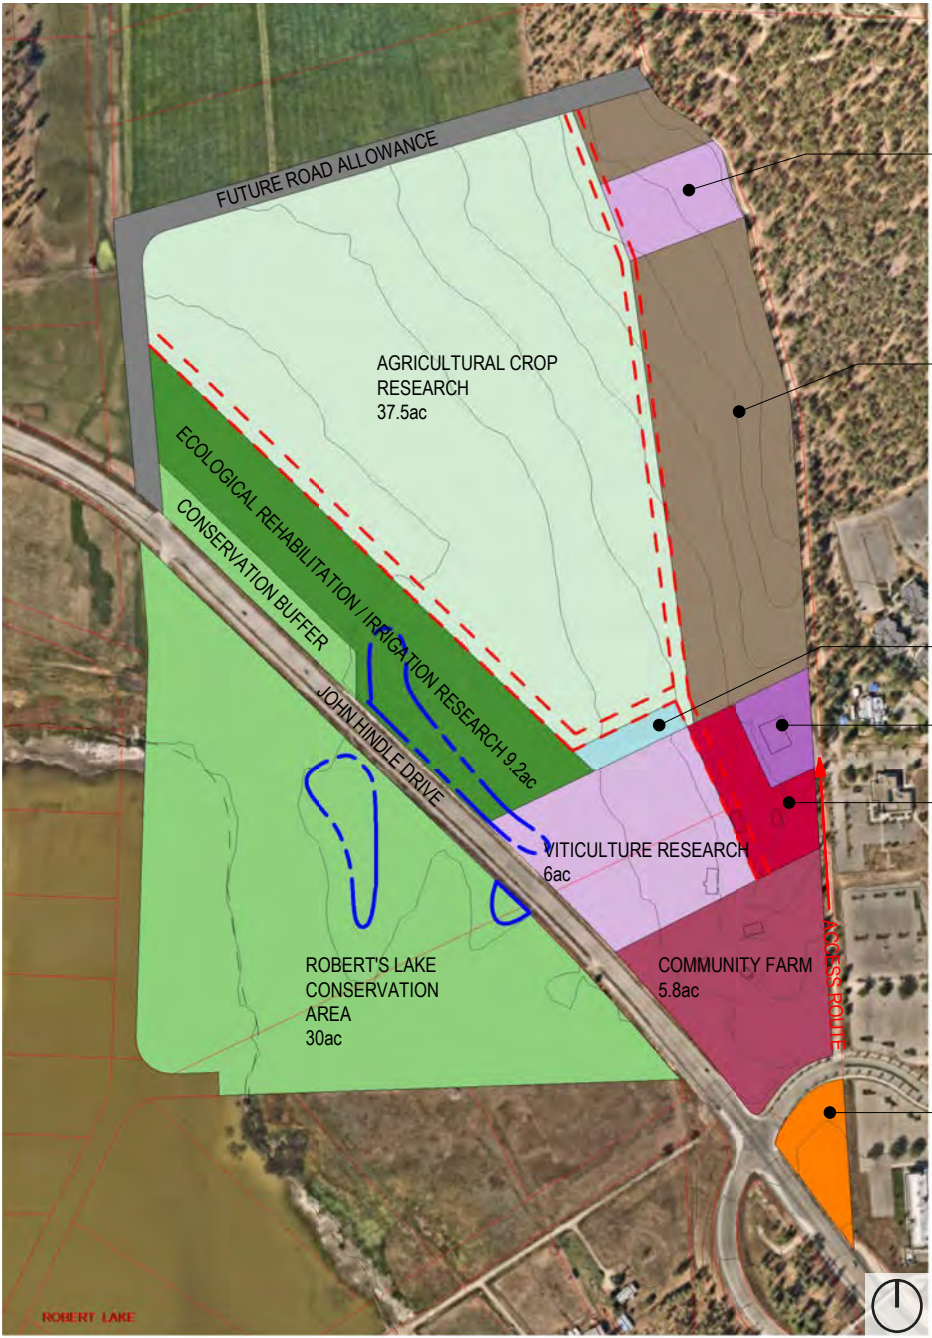 FUTURE ROAD ALLOWANCE
AGRICULTURAL CROP
RESEARCH
37.5ac
ECOLOGICAL REHABILITATION / IRRIGATION RESEARCH 9.2ac
CONSERVATION BUFFER
JOHN HINDLE DRIVE
VITICULTURE RESEARCH
6ac
ROBERT'S LAKE
CONSERVATION
AREA
30ac
COMMUNITY FARM
5.8ac
ACCESS ROUTE
ROBERT LAKE